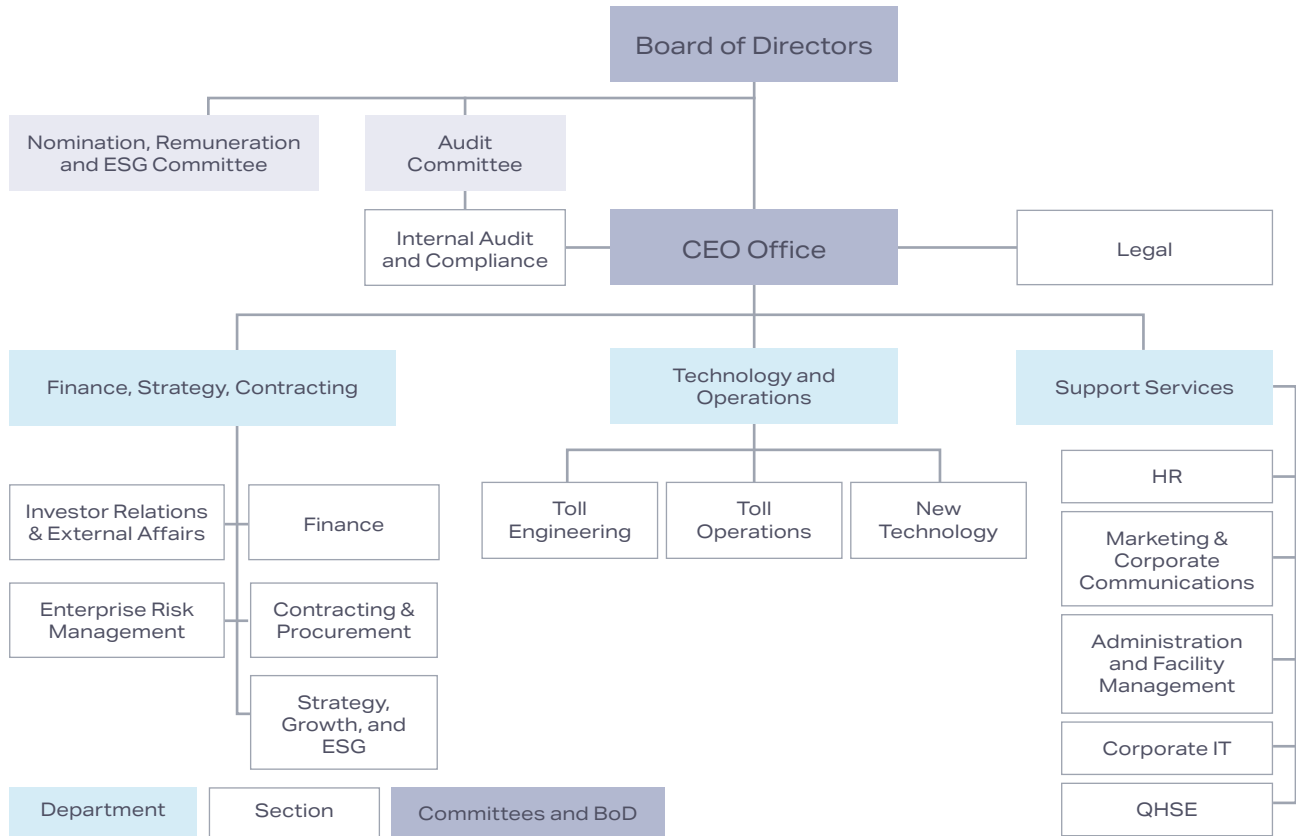 Board of Directors
Nomination, Remuneration
and ESG Committee
Audit
Committee
Internal Audit
and Compliance
CEO Office
Legal
Finance, Strategy, Contracting
Technology and
Operations
Support Services
Investor Relations
& External Affairs
Finance
Enterprise Risk
Management
Contracting &
Procurement
Strategy,
Growth, and
ESG
Toll
Engineering
Toll
Operations
New
Technology
HR
Marketing &
Corporate
Communications
Administration
and Facility
Management
Corporate IT
QHSE
Department
Section
Committees and BoD